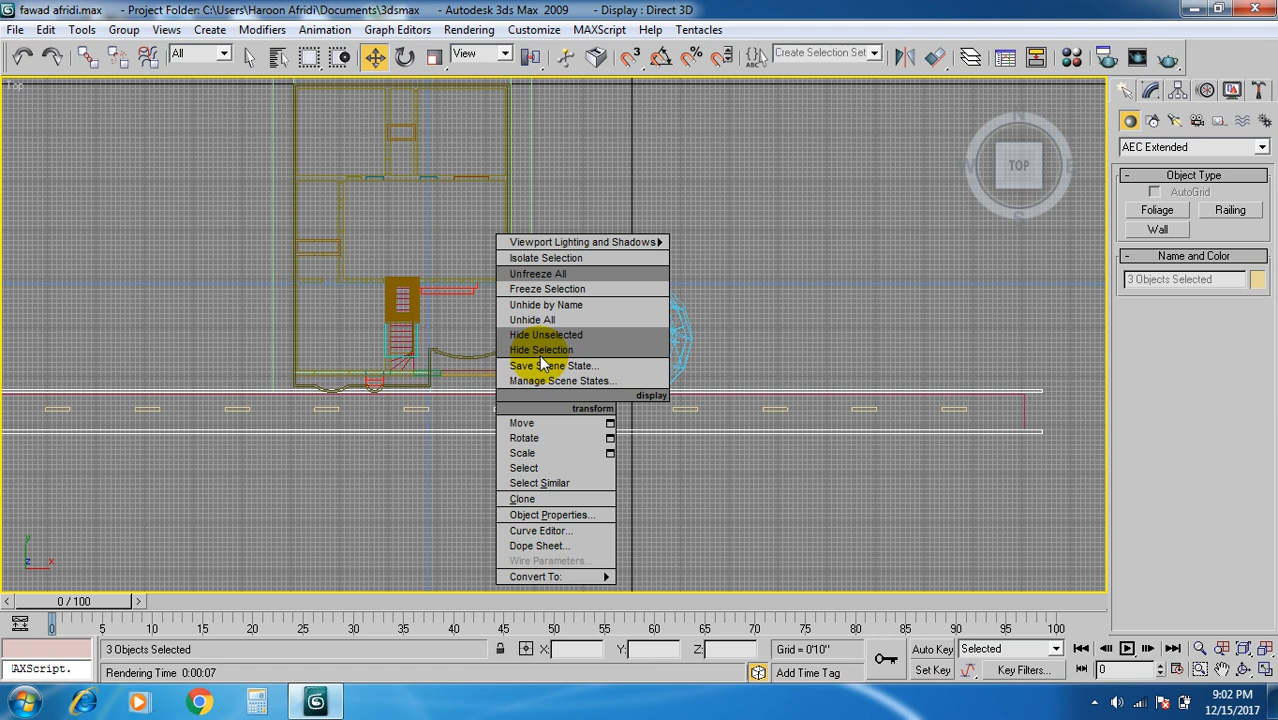 fawad afridi.max - Project Folder: C:\Users\Haroon Afridi\Documents\3dsmax - Autodesk 3ds Max 2009 - Display : Direct 3D
File Edit Tools Group Views Create Modifiers Animation Graph Editors Rendering Customize MAXScript Help Tentacles
All View 3 Create Selection Set
Top
N
TOP
S
AEC Extended
- Object Type
AutoGrid
Foliage Railing
Wall
- Name and Color
3 Objects Selected
Viewport Lighting and Shadows
Isolate Selection
Unfreeze All
Freeze Selection
Unhide by Name
Unhide All
Hide Unselected
Hide Selection
Save Scene State...
Manage Scene States...
display
transform
Move
Rotate
Scale
Select
Select Similar
Clone
Object Properties...
Curve Editor...
Dope Sheet...
Wire Parameters...
Convert To:
y
z x
< 0 / 100 >
0 5 10 15 20 25 30 35 40 45 50 55 60 65 70 75 80 85 90 95 100
3 Objects Selected X: Y: Z: Grid = 0'10" Auto Key Selected
AXScript. Rendering Time 0:00:07 Add Time Tag Set Key Key Filters... 0
9:02 PM
12/15/2017